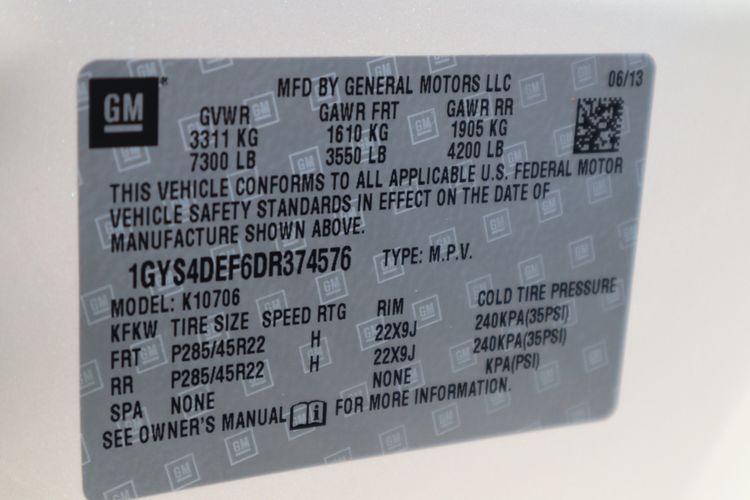 GM
MFD BY GENERAL MOTORS LLC 06/13
GVWR GAWR FRT GAWR RR
3311 KG 1610 KG 1905 KG
7300 LB 3550 LB 4200 LB
THIS VEHICLE CONFORMS TO ALL APPLICABLE U.S. FEDERAL MOTOR
VEHICLE SAFETY STANDARDS IN EFFECT ON THE DATE OF
MANUFACTURE SHOWN ABOVE.
1GYS4DEF6DR374576 TYPE: M.P.V.
MODEL: K10706
KFKW TIRE SIZE SPEED RTG RIM COLD TIRE PRESSURE
FRT P285/45R22 H 22X9J 240KPA(35PSI)
RR P285/45R22 H 22X9J 240KPA(35PSI)
SPA NONE NONE KPA(PSI)
SEE OWNER'S MANUAL i FOR MORE INFORMATION.